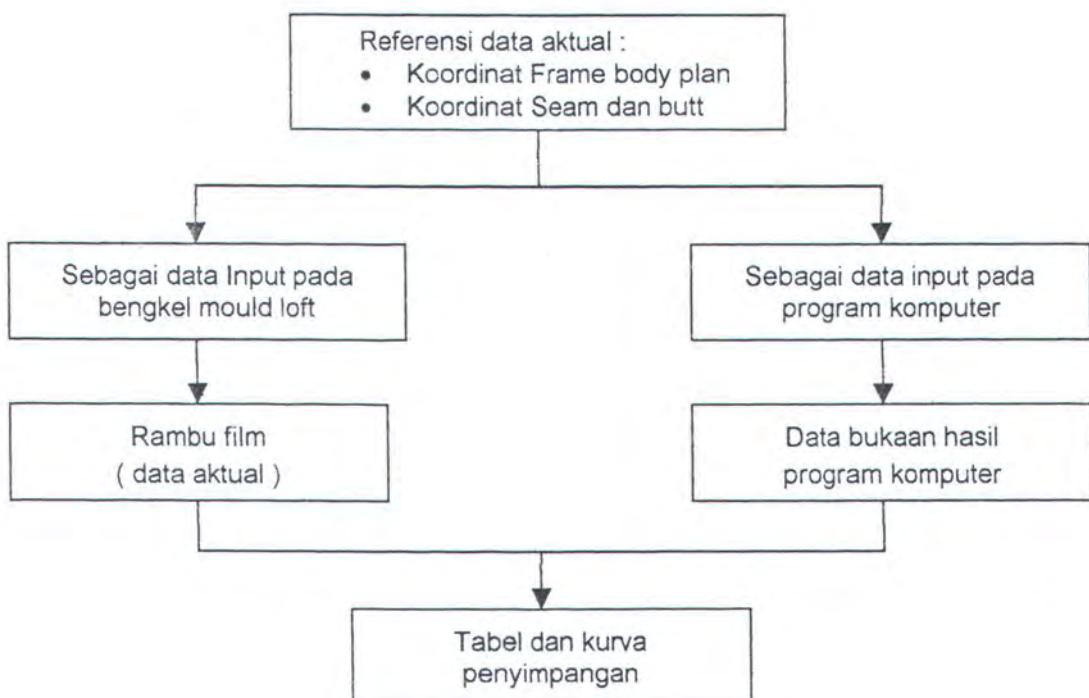 Referensi data aktual :
• Koordinat Frame body plan
• Koordinat Seam dan butt
Sebagai data Input pada
bengkel mould loft
Sebagai data input pada
program komputer
Rambu film
( data aktual )
Data bukaan hasil
program komputer
Tabel dan kurva
penyimpangan